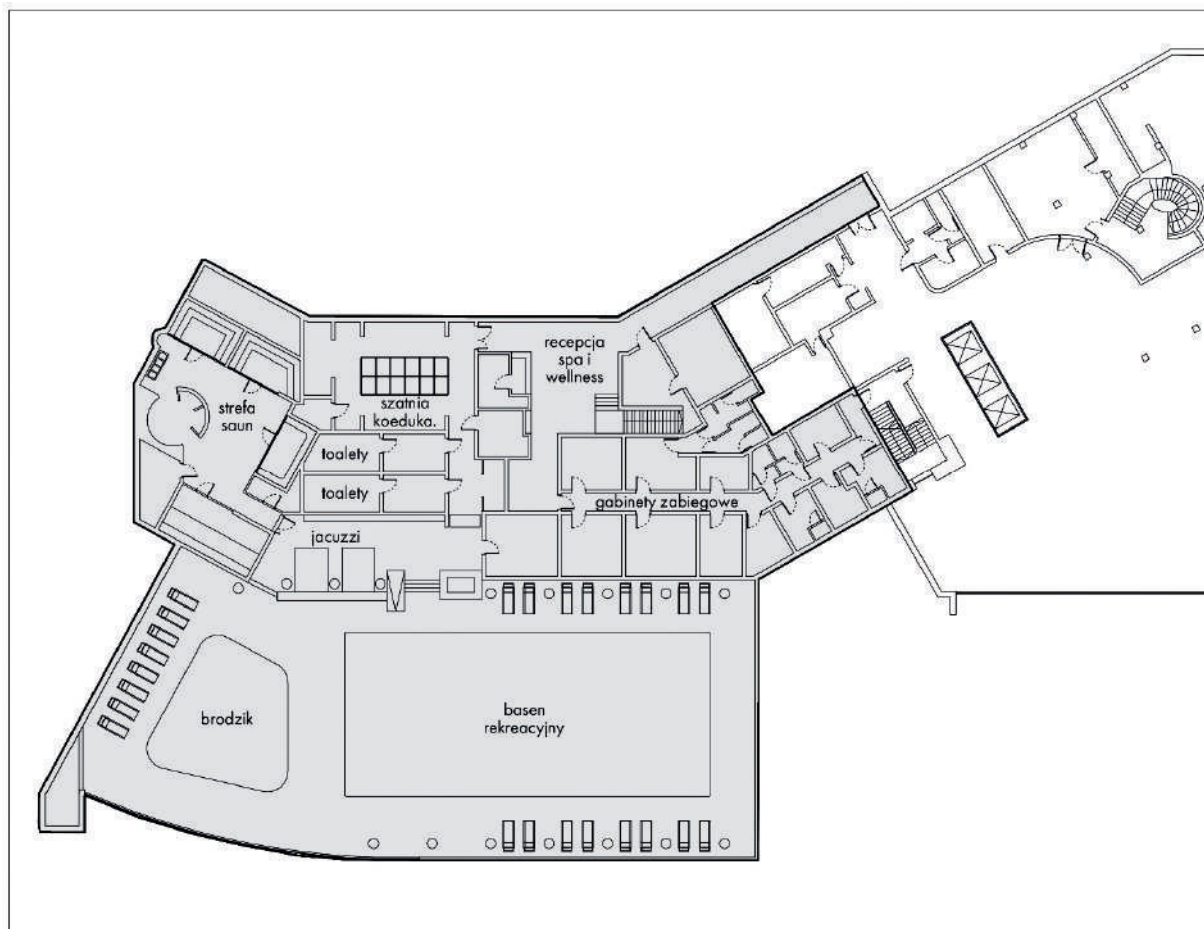 recepcja
spa i
wellness
strefa
saun
szatnia
koeduka.
toalety
toalety
gabinety zabiegowe
jacuzzi
brodzik
basen
rekreacyjny